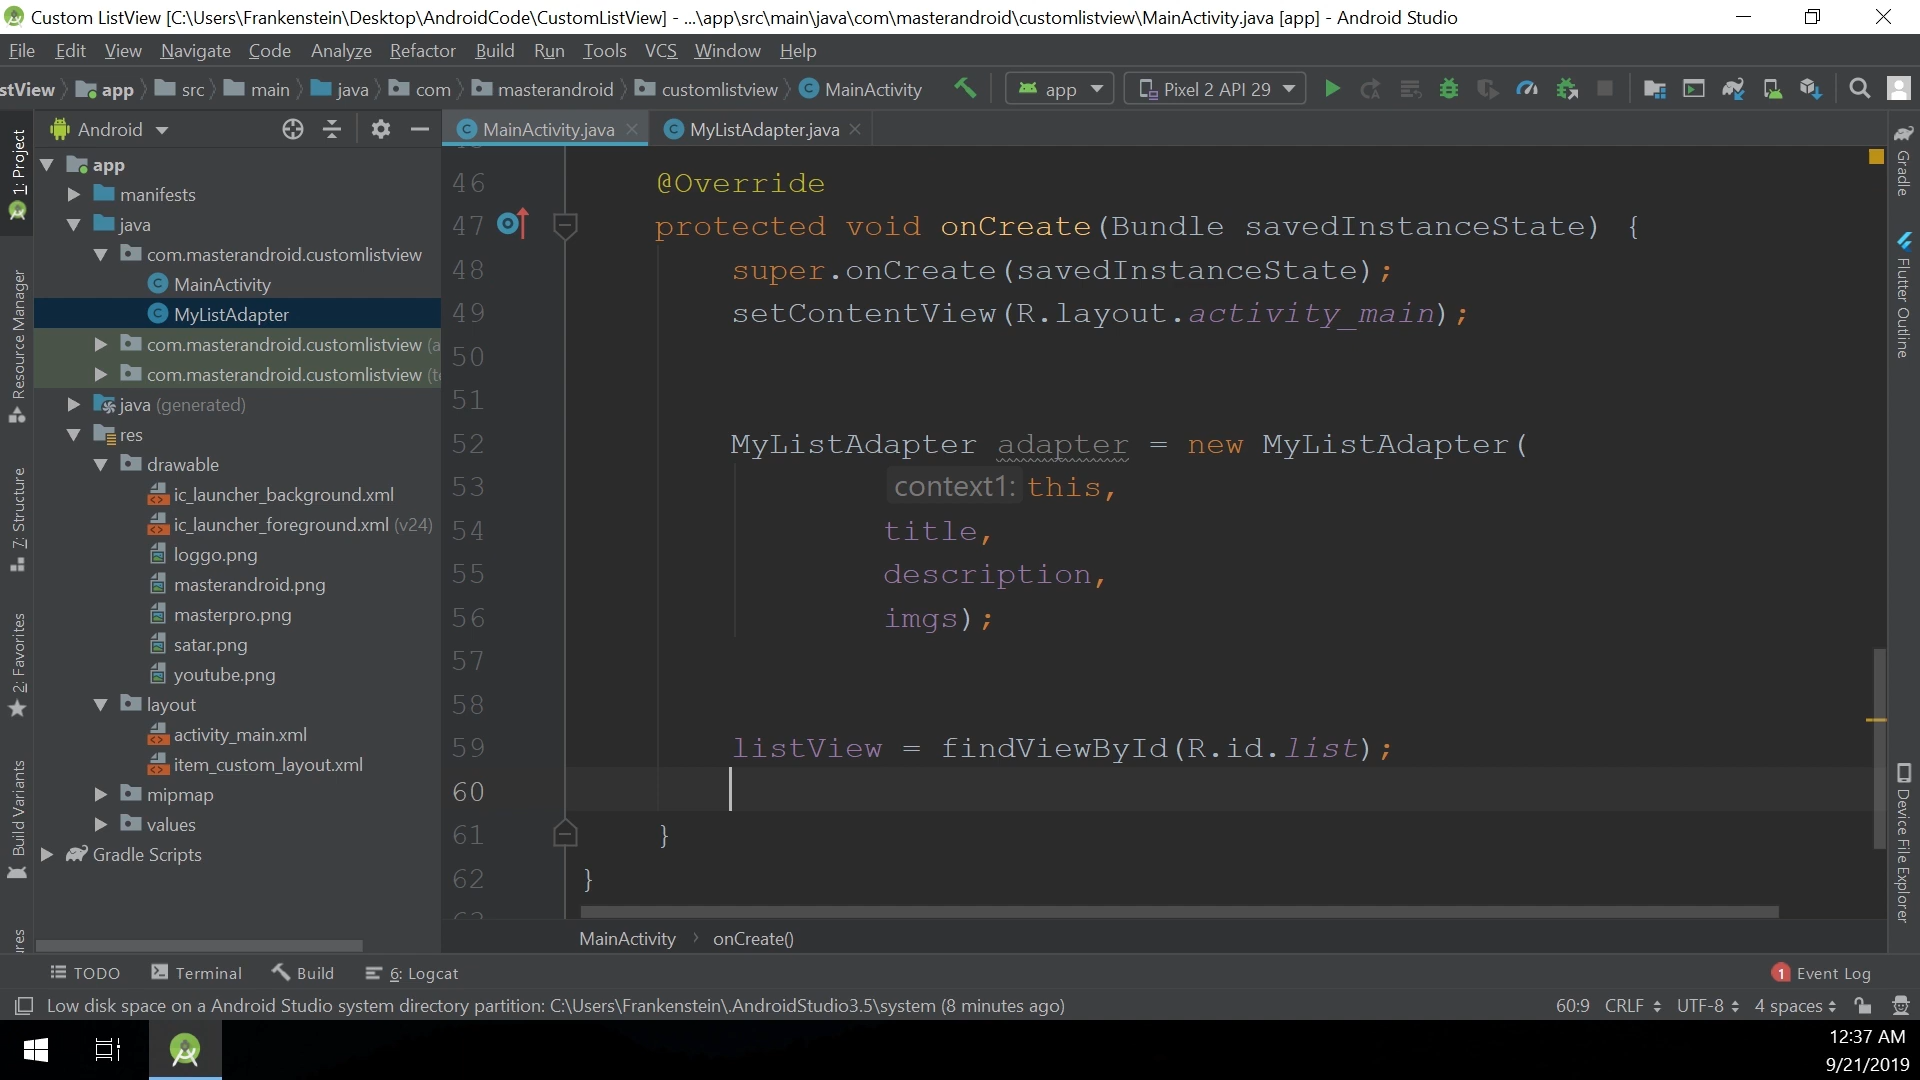 Custom ListView [C:\Users\Frankenstein\Desktop\AndroidCode\CustomListView] - ...\app\src\main\java\com\masterandroid\customlistview\MainActivity.java [app] - Android Studio
File Edit View Navigate Code Analyze Refactor Build Run Tools VCS Window Help
stView app src main java com masterandroid customlistview MainActivity app Pixel 2 API 29
Android MainActivity.java MyListAdapter.java
1: Project
Resource Manager
7: Structure
2: Favorites
Build Variants
app
manifests
java
com.masterandroid.customlistview
MainActivity
MyListAdapter
com.masterandroid.customlistview (a
com.masterandroid.customlistview (te
java (generated)
res
drawable
ic_launcher_background.xml
ic_launcher_foreground.xml (v24)
loggo.png
masterandroid.png
masterpro.png
satar.png
youtube.png
layout
activity_main.xml
item_custom_layout.xml
mipmap
values
Gradle Scripts
46 @Override
47 protected void onCreate(Bundle savedInstanceState) {
48 super.onCreate(savedInstanceState);
49 setContentView(R.layout.activity_main);
50
51
52 MyListAdapter adapter = new MyListAdapter(
53 context1: this,
54 title,
55 description,
56 imgs);
57
58
59 listView = findViewById(R.id.list);
60
61 }
62 }
MainActivity onCreate()
Gradle
Flutter Outline
Device File Explorer
TODO Terminal Build 6: Logcat 1 Event Log
Low disk space on a Android Studio system directory partition: C:\Users\Frankenstein\.AndroidStudio3.5\system (8 minutes ago) 60:9 CRLF UTF-8 4 spaces
12:37 AM
9/21/2019